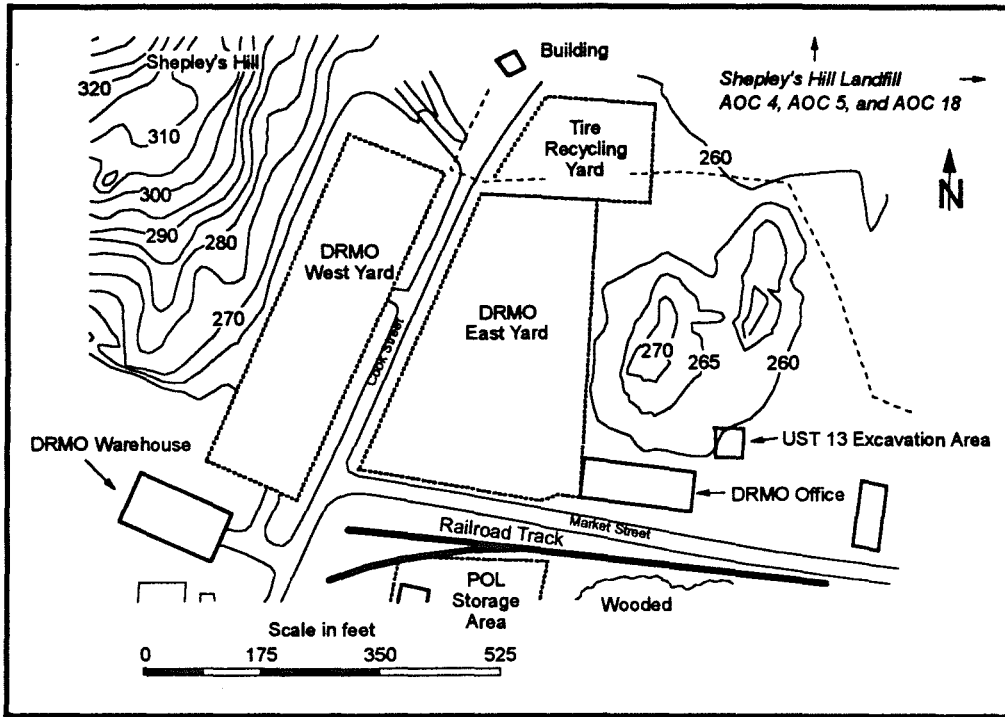 Building
Shepley's Hill
Shepley's Hill Landfill
AOC 4, AOC 5, and AOC 18
320
310
300
290
280
270
Tire
Recycling
Yard
260
N
DRMO
West Yard
DRMO
East Yard
Cook Street
270
265
260
DRMO Warehouse
UST 13 Excavation Area
DRMO Office
Market Street
Railroad Track
POL
Storage
Area
Wooded
Scale in feet
0 175 350 525